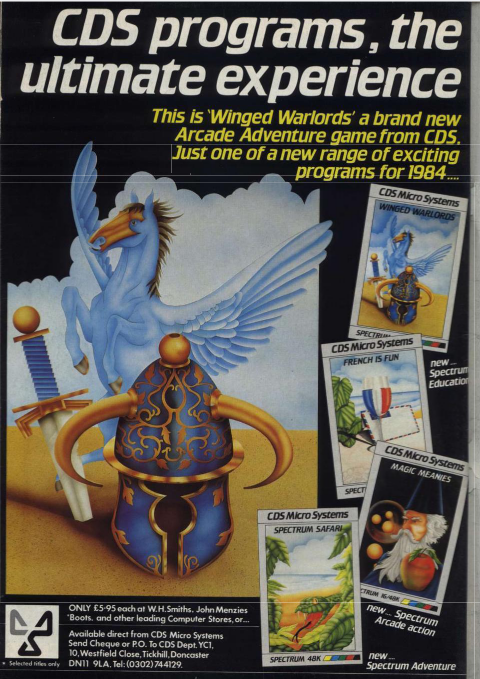 CDS programs, the
ultimate experience
This is 'Winged Warlords' a brand new
Arcade Adventure game from CDS.
Just one of a new range of exciting
programs for 1984....
CDS Micro Systems
WINGED WARLORDS
SPECTRUM
CDS Micro Systems
FRENCH IS FUN
SPECT
new...
Spectrum
Education
CDS Micro Systems
MAGIC MEANIES
CTRUM 16/48K
new... Spectrum
Arcade action
CDS Micro Systems
SPECTRUM SAFARI
SPECTRUM 48K
new...
Spectrum Adventure
ONLY £5·95 each at W.H.Smiths. John Menzies
*Boots. and other leading Computer Stores, or...
Available direct from CDS Micro Systems
Send Cheque or P.O. To CDS Dept. YC1,
10, Westfield Close, Tickhill, Doncaster
DN11 9LA. Tel: (0302) 744129.
* Selected titles only